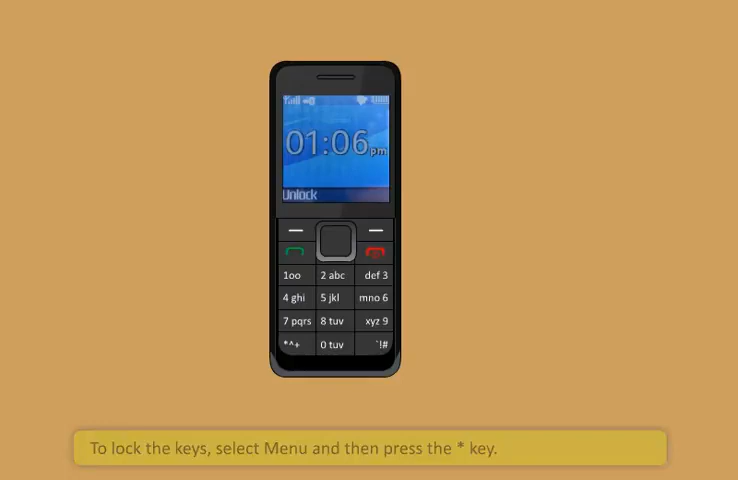 01:06 pm
Unlock
1oo 2 abc def 3
4 ghi 5 jkl mno 6
7 pqrs 8 tuv xyz 9
*^+ 0 tuv `!#
To lock the keys, select Menu and then press the * key.